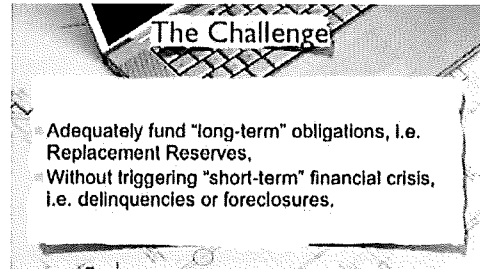 The Challenge
Adequately fund "long-term" obligations, i.e.
Replacement Reserves,
Without triggering "short-term" financial crisis,
i.e. delinquencies or foreclosures.